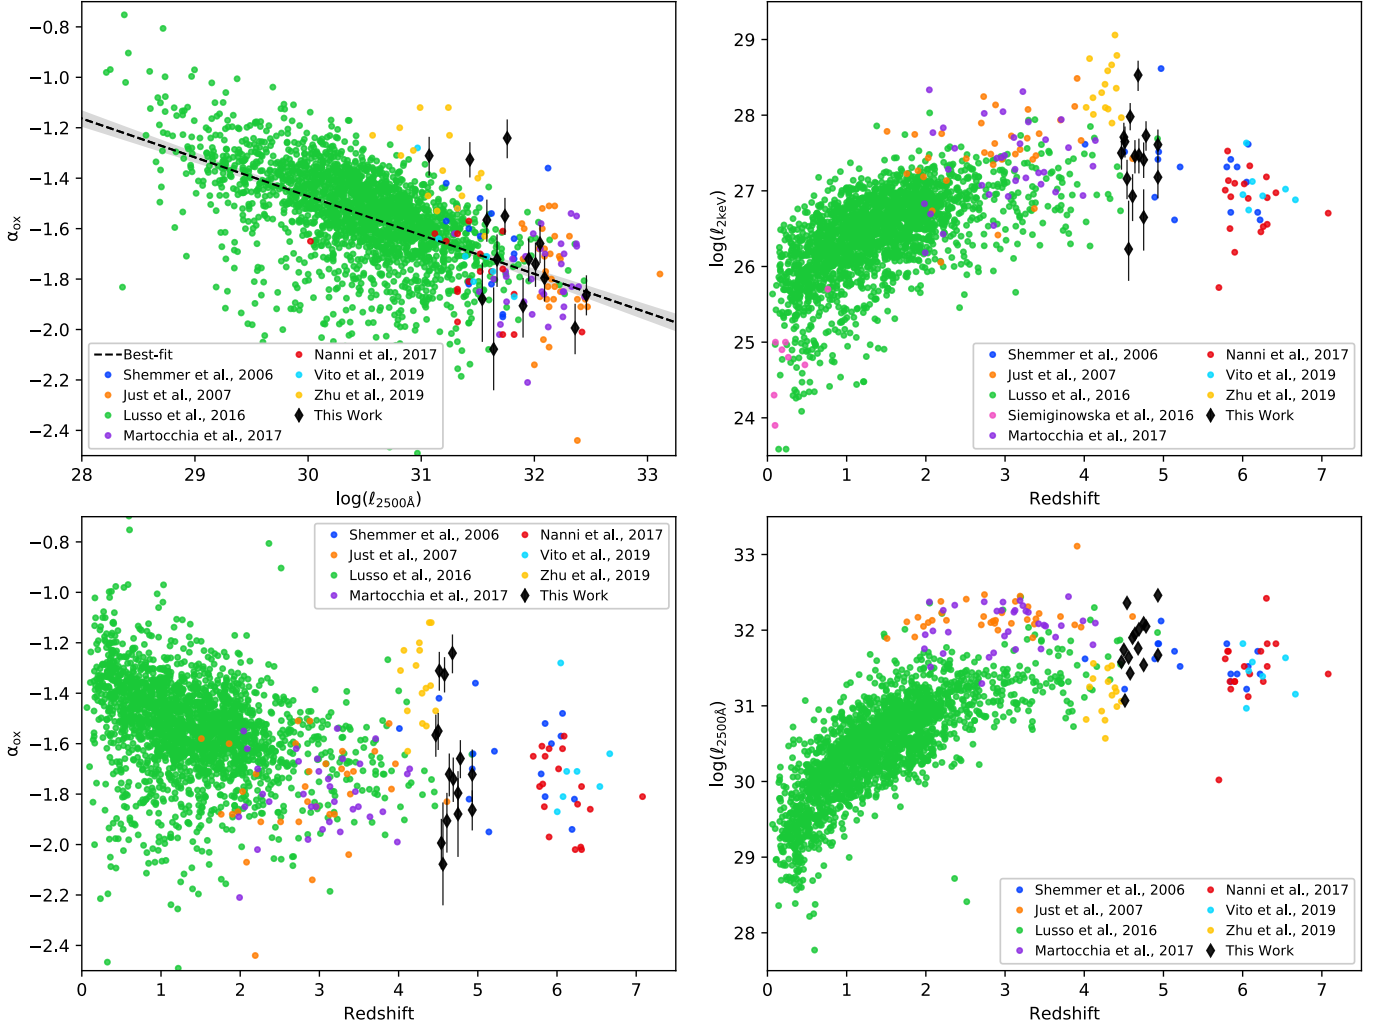 −0.8
−1.0
−1.2
−1.4
−1.6
−1.8
−2.0
−2.2
−2.4
αox
Best-fit
Shemmer et al., 2006
Just et al., 2007
Lusso et al., 2016
Martocchia et al., 2017
Nanni et al., 2017
Vito et al., 2019
Zhu et al., 2019
This Work
28 29 30 31 32 33
log(ℓ2500Å)
29
28
27
26
25
24
log(ℓ2keV)
Shemmer et al., 2006
Just et al., 2007
Lusso et al., 2016
Siemiginowska et al., 2016
Martocchia et al., 2017
Nanni et al., 2017
Vito et al., 2019
Zhu et al., 2019
This Work
0 1 2 3 4 5 6 7
Redshift
−0.8
−1.0
−1.2
−1.4
−1.6
−1.8
−2.0
−2.2
−2.4
αox
Shemmer et al., 2006
Just et al., 2007
Lusso et al., 2016
Martocchia et al., 2017
Nanni et al., 2017
Vito et al., 2019
Zhu et al., 2019
This Work
0 1 2 3 4 5 6 7
Redshift
33
32
31
30
29
28
log(ℓ2500Å)
Shemmer et al., 2006
Just et al., 2007
Lusso et al., 2016
Martocchia et al., 2017
Nanni et al., 2017
Vito et al., 2019
Zhu et al., 2019
This Work
0 1 2 3 4 5 6 7
Redshift